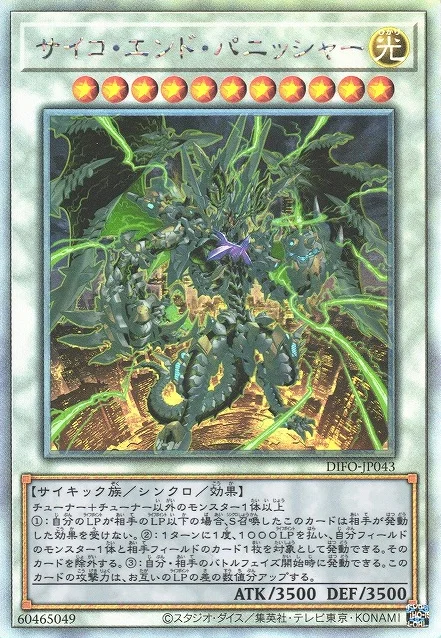 サイコ・エンド・パニッシャー
光
DIFO-JP043
【サイキック族/シンクロ/効果】
チューナー+チューナー以外のモンスター1体以上
①:自分のLPが相手のLP以下の場合、S召喚したこのカードは相手が発動
した効果を受けない。②:1ターンに1度、1000LPを払い、自分フィールド
のモンスター1体と相手フィールドのカード1枚を対象として発動できる。その
カードを除外する。③:自分・相手のバトルフェイズ開始時に発動できる。この
カードの攻撃力は、お互いのLPの差の数値分アップする。
ATK/3500 DEF/3500
60465049
©スタジオ・ダイス/集英社・テレビ東京・KONAMI